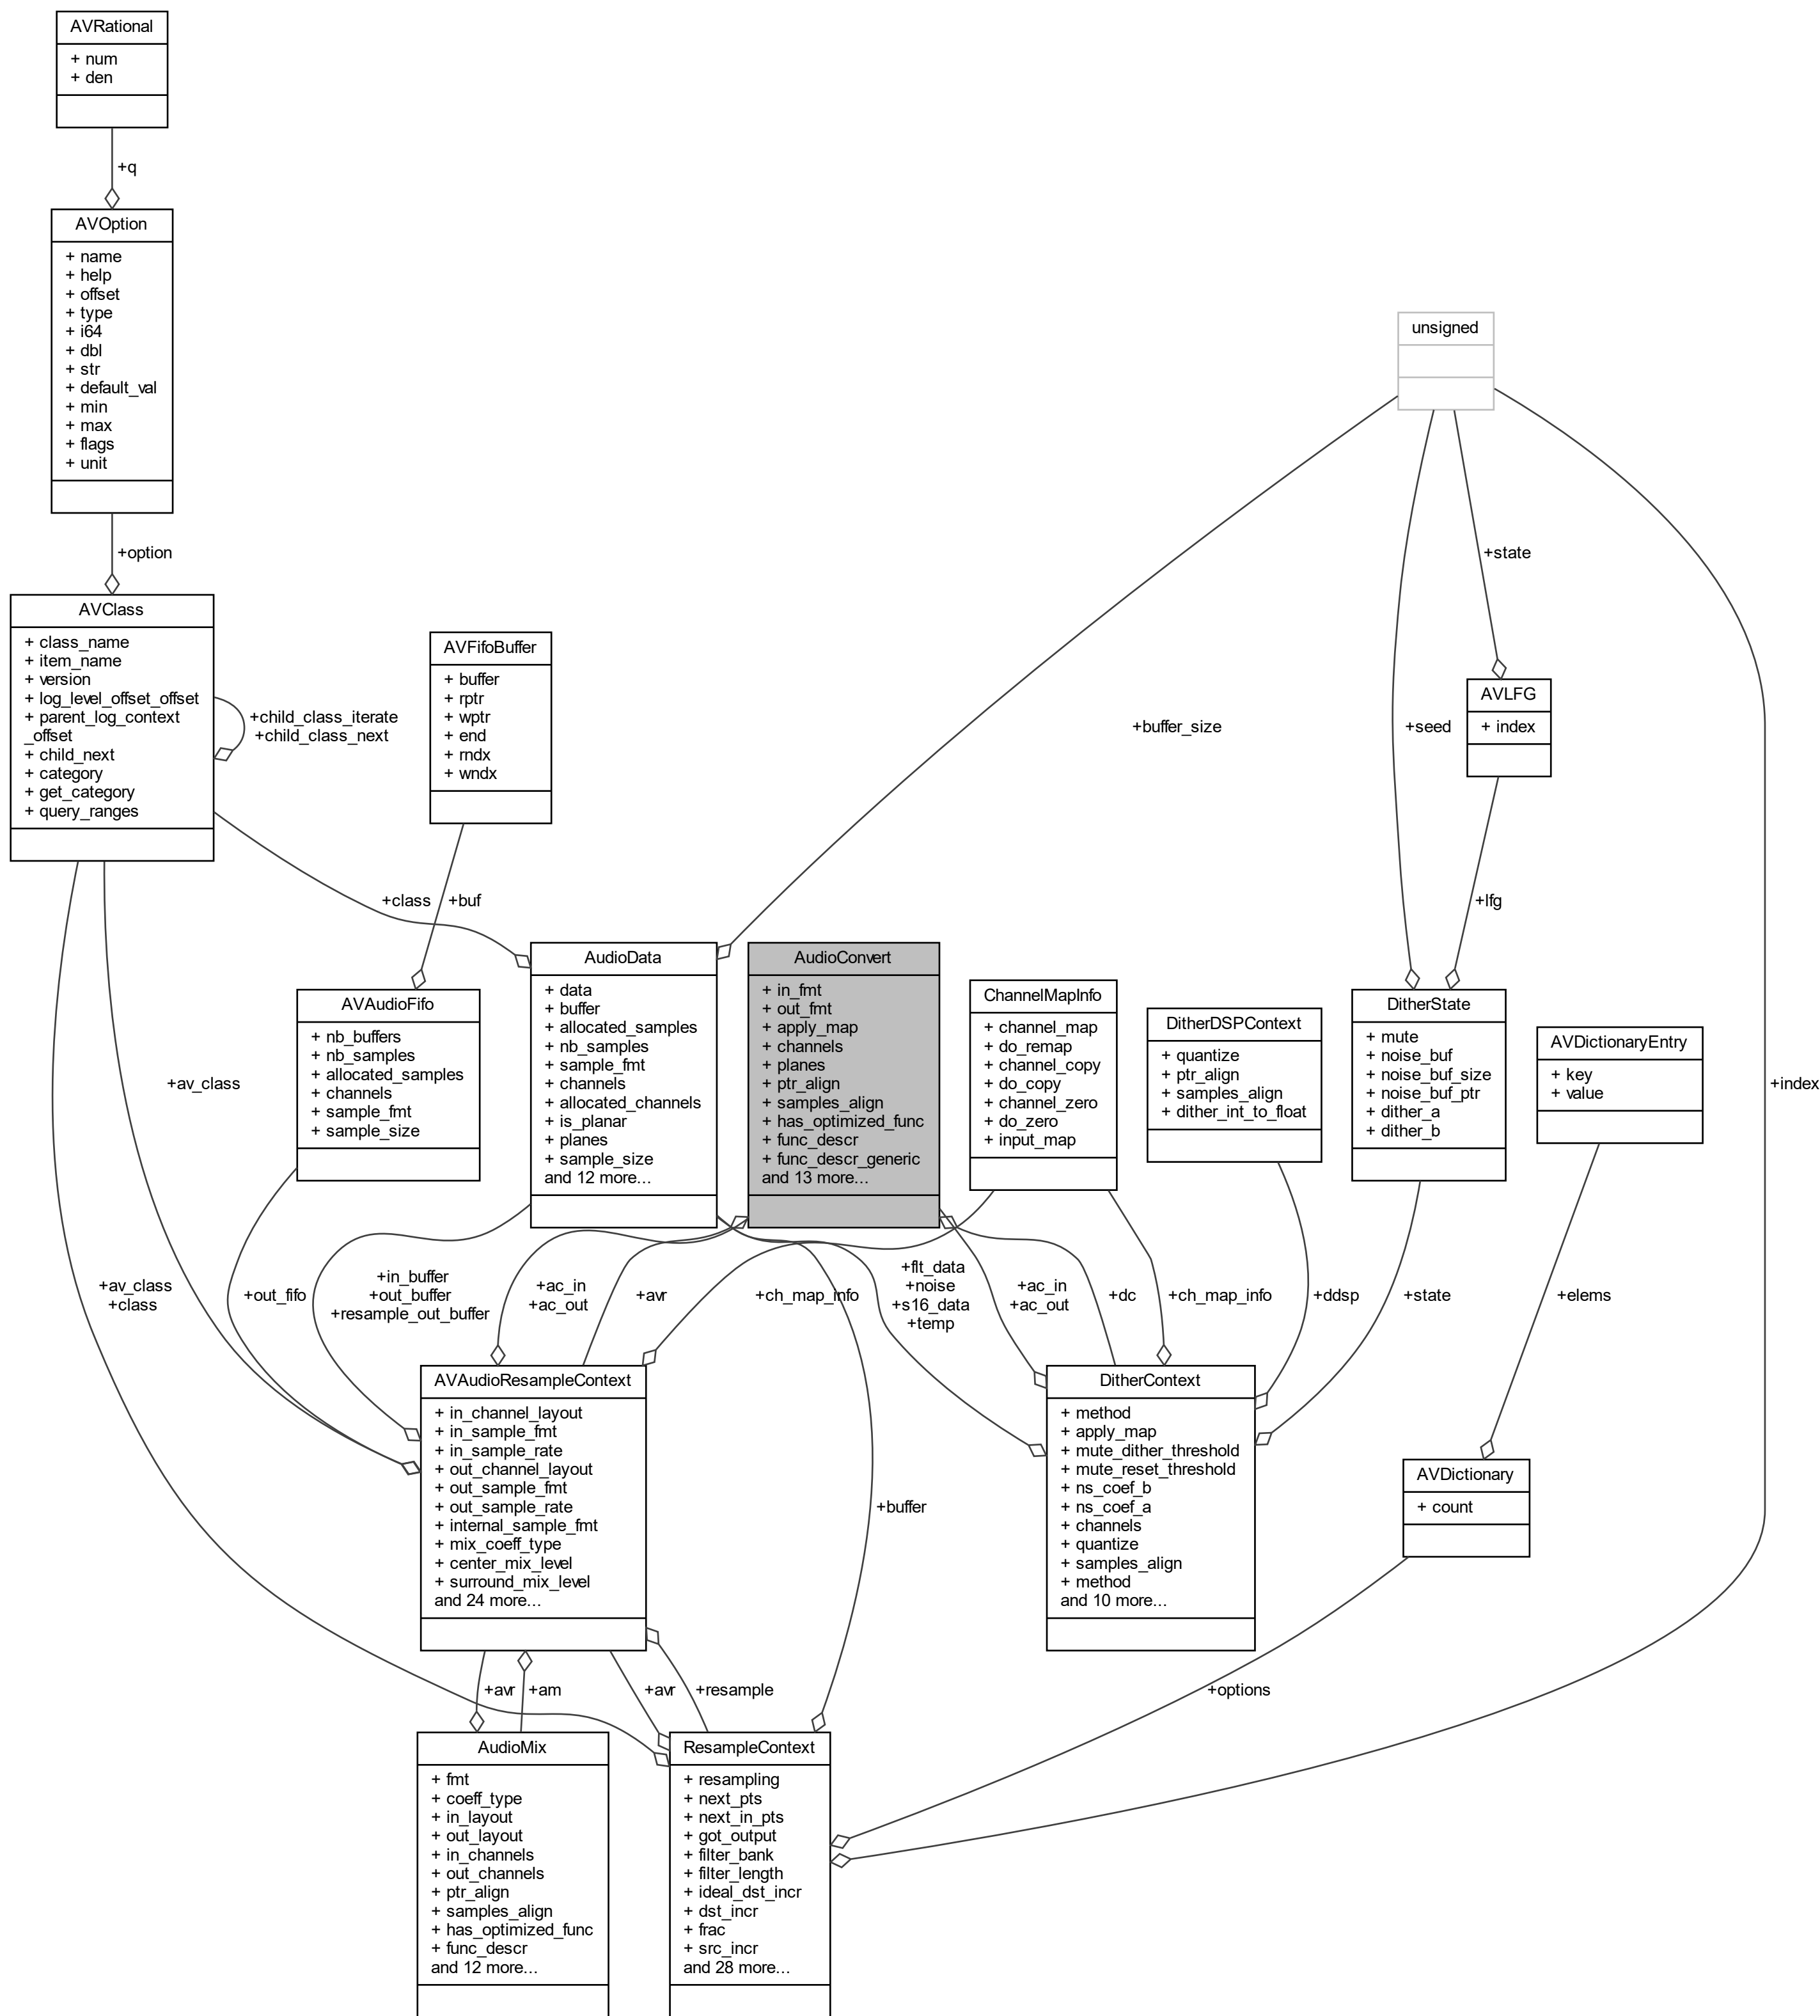 AVRational
+ num
+ den
+q
AVOption
+ name
+ help
+ offset
+ type
+ i64
+ dbl
+ str
+ default_val
+ min
+ max
+ flags
+ unit
unsigned
+option
+state
AVClass
+ class_name
+ item_name
+ version
+ log_level_offset_offset
+ parent_log_context
_offset
+ child_next
+ category
+ get_category
+ query_ranges
+child_class_iterate
+child_class_next
AVFifoBuffer
+ buffer
+ rptr
+ wptr
+ end
+ rndx
+ wndx
+buffer_size
+seed
AVLFG
+ index
+class
+buf
+lfg
AVAudioFifo
+ nb_buffers
+ nb_samples
+ allocated_samples
+ channels
+ sample_fmt
+ sample_size
AudioData
+ data
+ buffer
+ allocated_samples
+ nb_samples
+ sample_fmt
+ channels
+ allocated_channels
+ is_planar
+ planes
+ sample_size
and 12 more...
AudioConvert
+ in_fmt
+ out_fmt
+ apply_map
+ channels
+ planes
+ ptr_align
+ samples_align
+ has_optimized_func
+ func_descr
+ func_descr_generic
and 13 more...
ChannelMapInfo
+ channel_map
+ do_remap
+ channel_copy
+ do_copy
+ channel_zero
+ do_zero
+ input_map
DitherDSPContext
+ quantize
+ ptr_align
+ samples_align
+ dither_int_to_float
DitherState
+ mute
+ noise_buf
+ noise_buf_size
+ noise_buf_ptr
+ dither_a
+ dither_b
AVDictionaryEntry
+ key
+ value
+av_class
+index
+av_class
+class
+out_fifo
+in_buffer
+out_buffer
+resample_out_buffer
+ac_in
+ac_out
+avr
+ch_map_info
+flt_data
+noise
+s16_data
+temp
+ac_in
+ac_out
+dc
+ch_map_info
+ddsp
+state
+elems
AVAudioResampleContext
+ in_channel_layout
+ in_sample_fmt
+ in_sample_rate
+ out_channel_layout
+ out_sample_fmt
+ out_sample_rate
+ internal_sample_fmt
+ mix_coeff_type
+ center_mix_level
+ surround_mix_level
and 24 more...
+buffer
DitherContext
+ method
+ apply_map
+ mute_dither_threshold
+ mute_reset_threshold
+ ns_coef_b
+ ns_coef_a
+ channels
+ quantize
+ samples_align
+ method
and 10 more...
AVDictionary
+ count
+avr
+am
+avr
+resample
+options
AudioMix
+ fmt
+ coeff_type
+ in_layout
+ out_layout
+ in_channels
+ out_channels
+ ptr_align
+ samples_align
+ has_optimized_func
+ func_descr
and 12 more...
ResampleContext
+ resampling
+ next_pts
+ next_in_pts
+ got_output
+ filter_bank
+ filter_length
+ ideal_dst_incr
+ dst_incr
+ frac
+ src_incr
and 28 more...